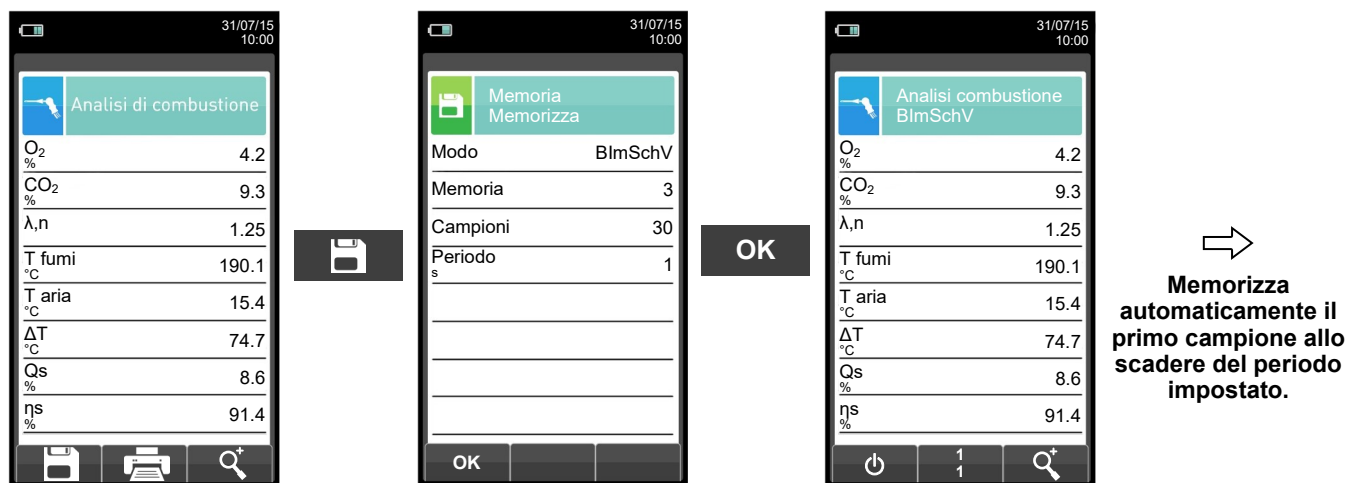 31/07/15
10:00
Analisi di combustione
O2
% 4.2
CO2
% 9.3
λ,n 1.25
T fumi
°C 190.1
T aria
°C 15.4
ΔT
°C 74.7
Qs
% 8.6
ηs
% 91.4
31/07/15
10:00
Memoria
Memorizza
Modo BImSchV
Memoria 3
Campioni 30
Periodo
s 1
OK
OK
31/07/15
10:00
Analisi combustione
BImSchV
O2
% 4.2
CO2
% 9.3
λ,n 1.25
T fumi
°C 190.1
T aria
°C 15.4
ΔT
°C 74.7
Qs
% 8.6
ηs
% 91.4
1
1
Memorizza
automaticamente il
primo campione allo
scadere del periodo
impostato.